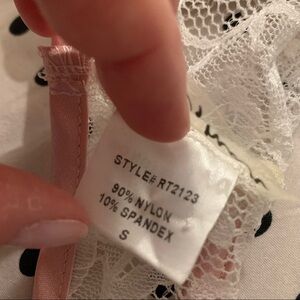 STYLE# RT2123
90% NYLON
10% SPANDEX
S